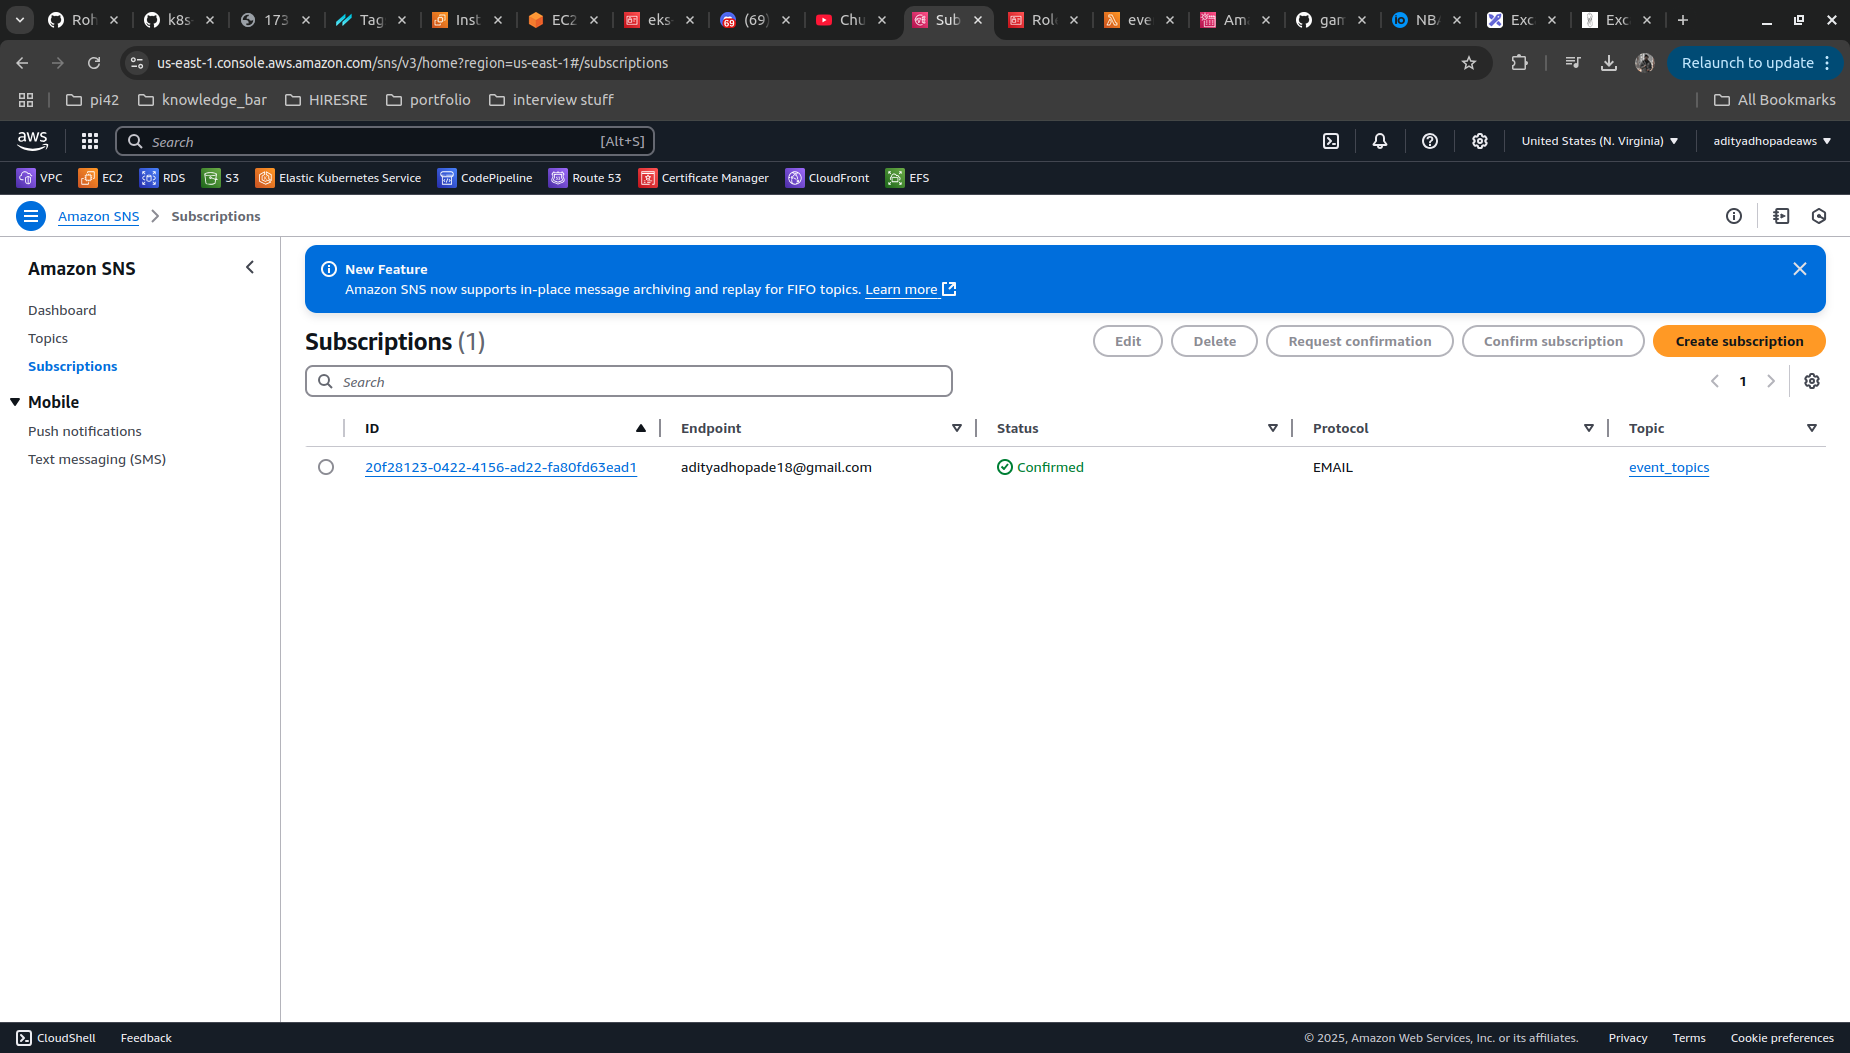 Roh
k8s-
173
Tag
Inst
EC2
eks-
(69)
Chu
Sub
Role
eve
Ama
gam
NBA
Exc
Exc
us-east-1.console.aws.amazon.com/sns/v3/home?region=us-east-1#/subscriptions
Relaunch to update
pi42
knowledge_bar
HIRESRE
portfolio
interview stuff
All Bookmarks
aws
Search
[Alt+S]
United States (N. Virginia)
adityadhopadeaws
VPC
EC2
RDS
S3
Elastic Kubernetes Service
CodePipeline
Route 53
Certificate Manager
CloudFront
EFS
Amazon SNS
Subscriptions
Amazon SNS
Dashboard
Topics
Subscriptions
Mobile
Push notifications
Text messaging (SMS)
New Feature
Amazon SNS now supports in-place message archiving and replay for FIFO topics. Learn more
Subscriptions (1)
Edit
Delete
Request confirmation
Confirm subscription
Create subscription
Search
1
ID
Endpoint
Status
Protocol
Topic
20f28123-0422-4156-ad22-fa80fd63ead1
adityadhopade18@gmail.com
Confirmed
EMAIL
event_topics
CloudShell
Feedback
© 2025, Amazon Web Services, Inc. or its affiliates.
Privacy
Terms
Cookie preferences